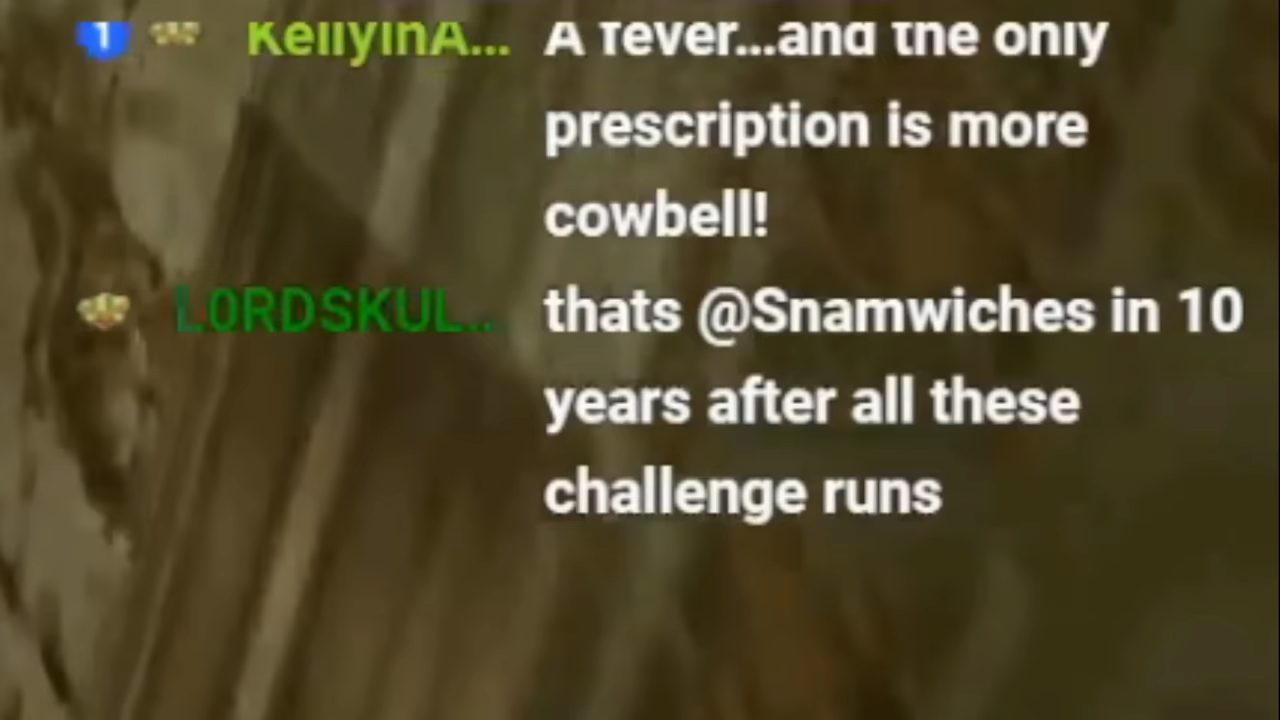 1 KellyinA... A fever...and the only
prescription is more
cowbell!
L0RDSKUL.. thats @Snamwiches in 10
years after all these
challenge runs